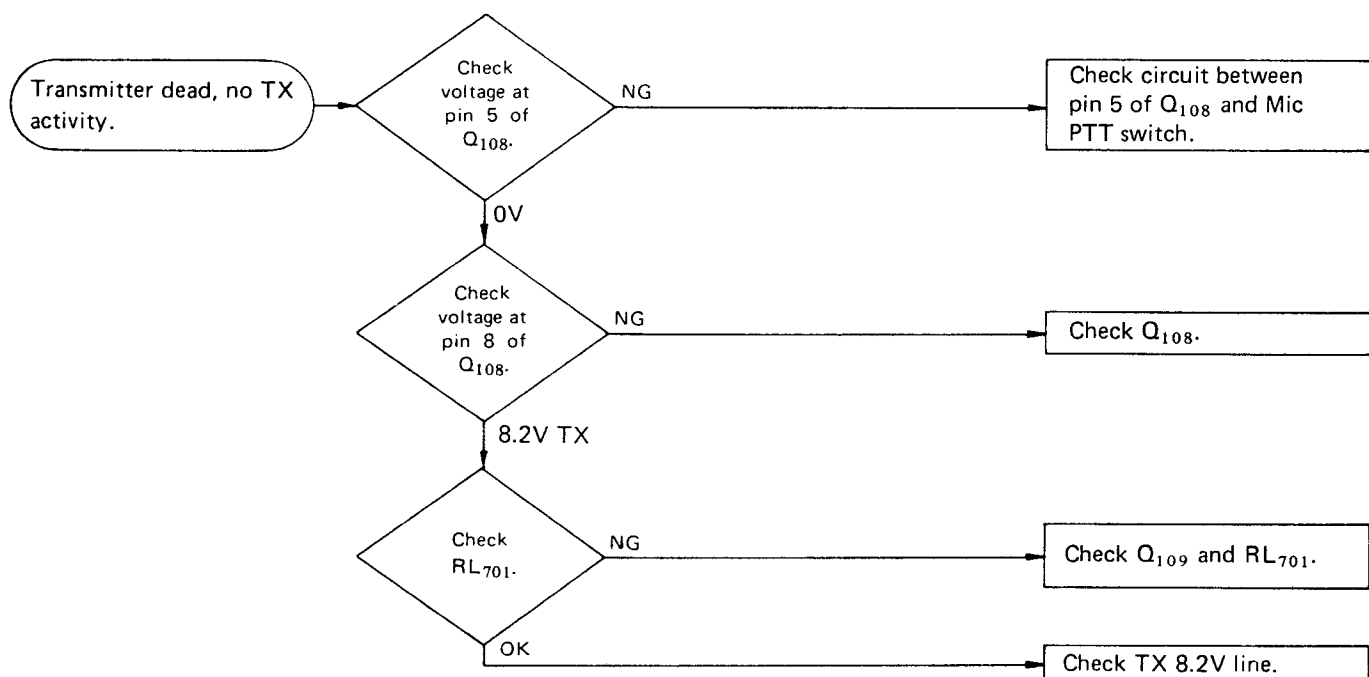 Transmitter dead, no TX
activity.
Check
voltage at
pin 5 of
Q108.
NG
Check circuit between
pin 5 of Q108 and Mic
PTT switch.
0V
Check
voltage at
pin 8 of
Q108.
NG
Check Q108.
8.2V TX
Check
RL701.
NG
Check Q109 and RL701.
OK
Check TX 8.2V line.